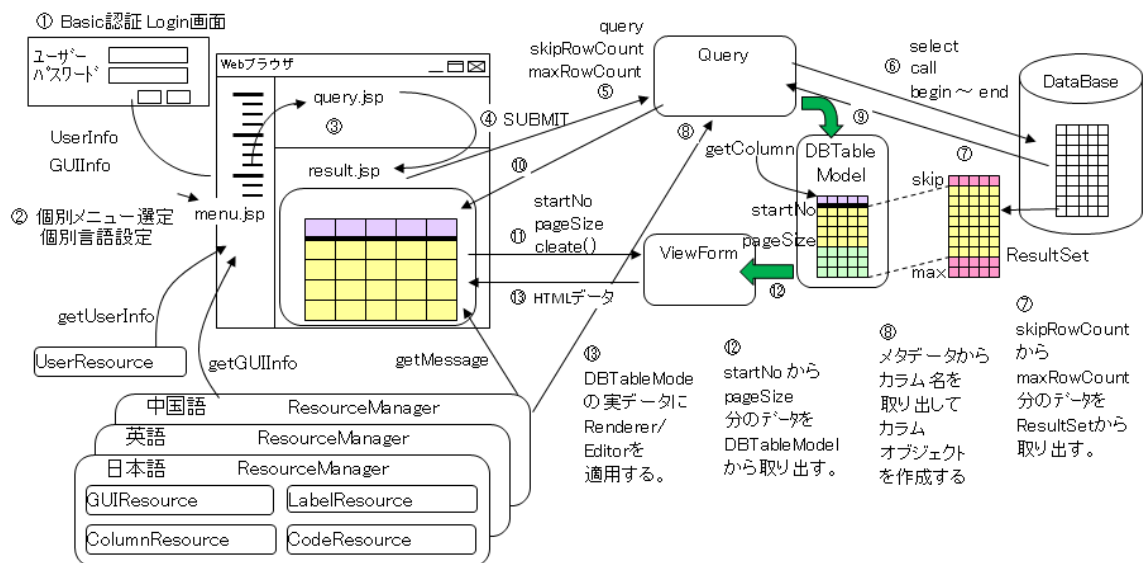 ① Basic認証 Login画面
ユーザー
パスワード
UserInfo
GUIInfo
② 個別メニュー選定
個別言語設定
menu.jsp
Webブラウザ
query.jsp
③
④ SUBMIT
result.jsp
query
skipRowCount
maxRowCount
⑤
Query
⑥
select
call
begin～ end
DataBase
⑧
⑨
⑩
getColumn
DBTable
Model
⑦
skip
startNo
pageSize
max
ResultSet
startNo
pageSize
⑪ cleate()
ViewForm
⑫
⑬ HTMLデータ
getUserInfo
UserResource
getGUIInfo
getMessage
中国語 ResourceManager
英語 ResourceManager
日本語 ResourceManager
GUIResource
LabelResource
ColumnResource
CodeResource
⑬
DBTableMode
の実データに
Renderer/
Editorを
適用する。
⑫
startNo から
pageSize
分のデータを
DBTableModel
から取り出す。
⑧
メタデータから
カラム名を
取り出して
カラム
オブジェクト
を作成する
⑦
skipRowCount
から
maxRowCount
分のデータを
ResultSetから
取り出す。